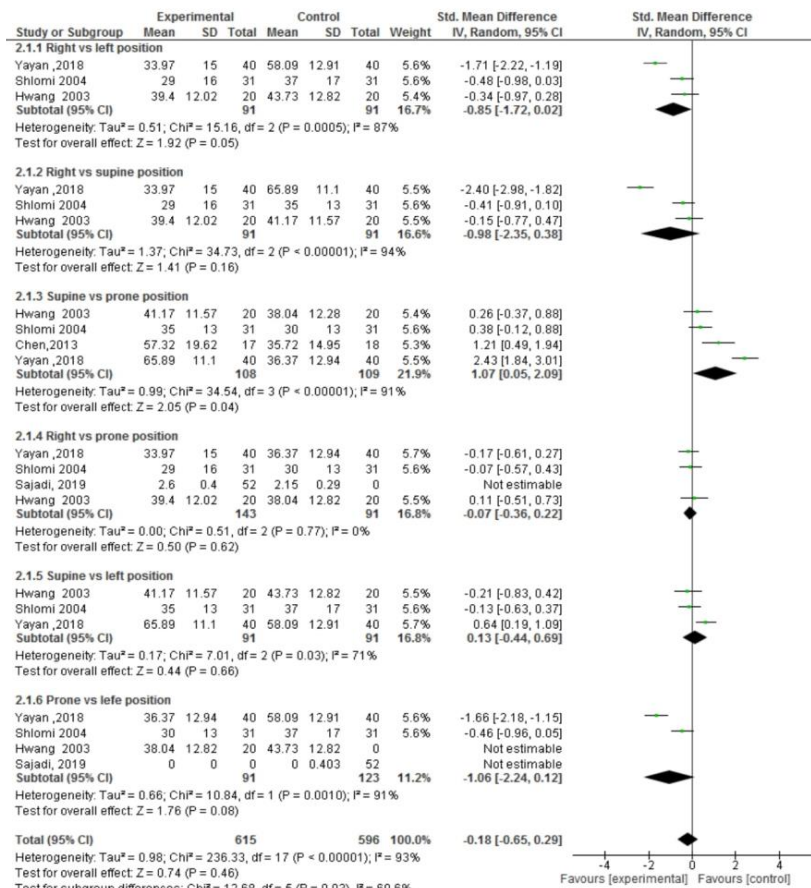 Experimental Control Std. Mean Difference Std. Mean Difference
Study or Subgroup Mean SD Total Mean SD Total Weight IV, Random, 95% CI IV, Random, 95% CI
2.1.1 Right vs left position
Yayan ,2018 33.97 15 40 58.09 12.91 40 5.6% -1.71 [-2.22, -1.19]
Shlomi 2004 29 16 31 37 17 31 5.6% -0.48 [-0.98, 0.03]
Hwang 2003 39.4 12.02 20 43.73 12.82 20 5.4% -0.34 [-0.97, 0.28]
Subtotal (95% CI) 91 91 16.7% -0.85 [-1.72, 0.02]
Heterogeneity: Tau² = 0.51; Chi² = 15.16, df = 2 (P = 0.0005); I² = 87%
Test for overall effect: Z = 1.92 (P = 0.05)
2.1.2 Right vs supine position
Yayan ,2018 33.97 15 40 65.89 11.1 40 5.5% -2.40 [-2.98, -1.82]
Shlomi 2004 29 16 31 35 13 31 5.6% -0.41 [-0.91, 0.10]
Hwang 2003 39.4 12.02 20 41.17 11.57 20 5.5% -0.15 [-0.77, 0.47]
Subtotal (95% CI) 91 91 16.6% -0.98 [-2.35, 0.38]
Heterogeneity: Tau² = 1.37; Chi² = 34.73, df = 2 (P < 0.00001); I² = 94%
Test for overall effect: Z = 1.41 (P = 0.16)
2.1.3 Supine vs prone position
Hwang 2003 41.17 11.57 20 38.04 12.28 20 5.4% 0.26 [-0.37, 0.88]
Shlomi 2004 35 13 31 30 13 31 5.6% 0.38 [-0.12, 0.88]
Chen,2013 57.32 19.62 17 35.72 14.95 18 5.3% 1.21 [0.49, 1.94]
Yayan ,2018 65.89 11.1 40 36.37 12.94 40 5.5% 2.43 [1.84, 3.01]
Subtotal (95% CI) 108 109 21.9% 1.07 [0.05, 2.09]
Heterogeneity: Tau² = 0.99; Chi² = 34.54, df = 3 (P < 0.00001); I² = 91%
Test for overall effect: Z = 2.05 (P = 0.04)
2.1.4 Right vs prone position
Yayan ,2018 33.97 15 40 36.37 12.94 40 5.7% -0.17 [-0.61, 0.27]
Shlomi 2004 29 16 31 30 13 31 5.6% -0.07 [-0.57, 0.43]
Sajadi, 2019 2.6 0.4 52 2.15 0.29 0 Not estimable
Hwang 2003 39.4 12.02 20 38.04 12.82 20 5.5% 0.11 [-0.51, 0.73]
Subtotal (95% CI) 143 91 16.8% -0.07 [-0.36, 0.22]
Heterogeneity: Tau² = 0.00; Chi² = 0.51, df = 2 (P = 0.77); I² = 0%
Test for overall effect: Z = 0.50 (P = 0.62)
2.1.5 Supine vs left position
Hwang 2003 41.17 11.57 20 43.73 12.82 20 5.5% -0.21 [-0.83, 0.42]
Shlomi 2004 35 13 31 37 17 31 5.6% -0.13 [-0.63, 0.37]
Yayan ,2018 65.89 11.1 40 58.09 12.91 40 5.7% 0.64 [0.19, 1.09]
Subtotal (95% CI) 91 91 16.8% 0.13 [-0.44, 0.69]
Heterogeneity: Tau² = 0.17; Chi² = 7.01, df = 2 (P = 0.03); I² = 71%
Test for overall effect: Z = 0.44 (P = 0.66)
2.1.6 Prone vs lefe position
Yayan ,2018 36.37 12.94 40 58.09 12.91 40 5.6% -1.66 [-2.18, -1.15]
Shlomi 2004 30 13 31 37 17 31 5.6% -0.46 [-0.96, 0.05]
Hwang 2003 38.04 12.82 20 43.73 12.82 0 Not estimable
Sajadi, 2019 0 0 0 0 0.403 52 Not estimable
Subtotal (95% CI) 91 123 11.2% -1.06 [-2.24, 0.12]
Heterogeneity: Tau² = 0.66; Chi² = 10.84, df = 1 (P = 0.0010); I² = 91%
Test for overall effect: Z = 1.76 (P = 0.08)
Total (95% CI) 615 596 100.0% -0.18 [-0.65, 0.29]
Heterogeneity: Tau² = 0.98; Chi² = 236.33, df = 17 (P < 0.00001); I² = 93%
Test for overall effect: Z = 0.74 (P = 0.46)
Test for subgroup differences: Chi² = 12.68, df = 5 (P = 0.03), I² = 60.6%
-4 -2 0 2 4
Favours [experimental] Favours [control]